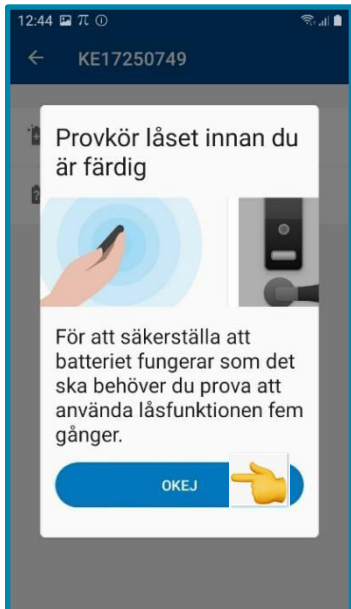 12:44
KE17250749
Provkör låset innan du
är färdig
För att säkerställa att
batteriet fungerar som det
ska behöver du prova att
använda låsfunktionen fem
gånger.
OKEJ